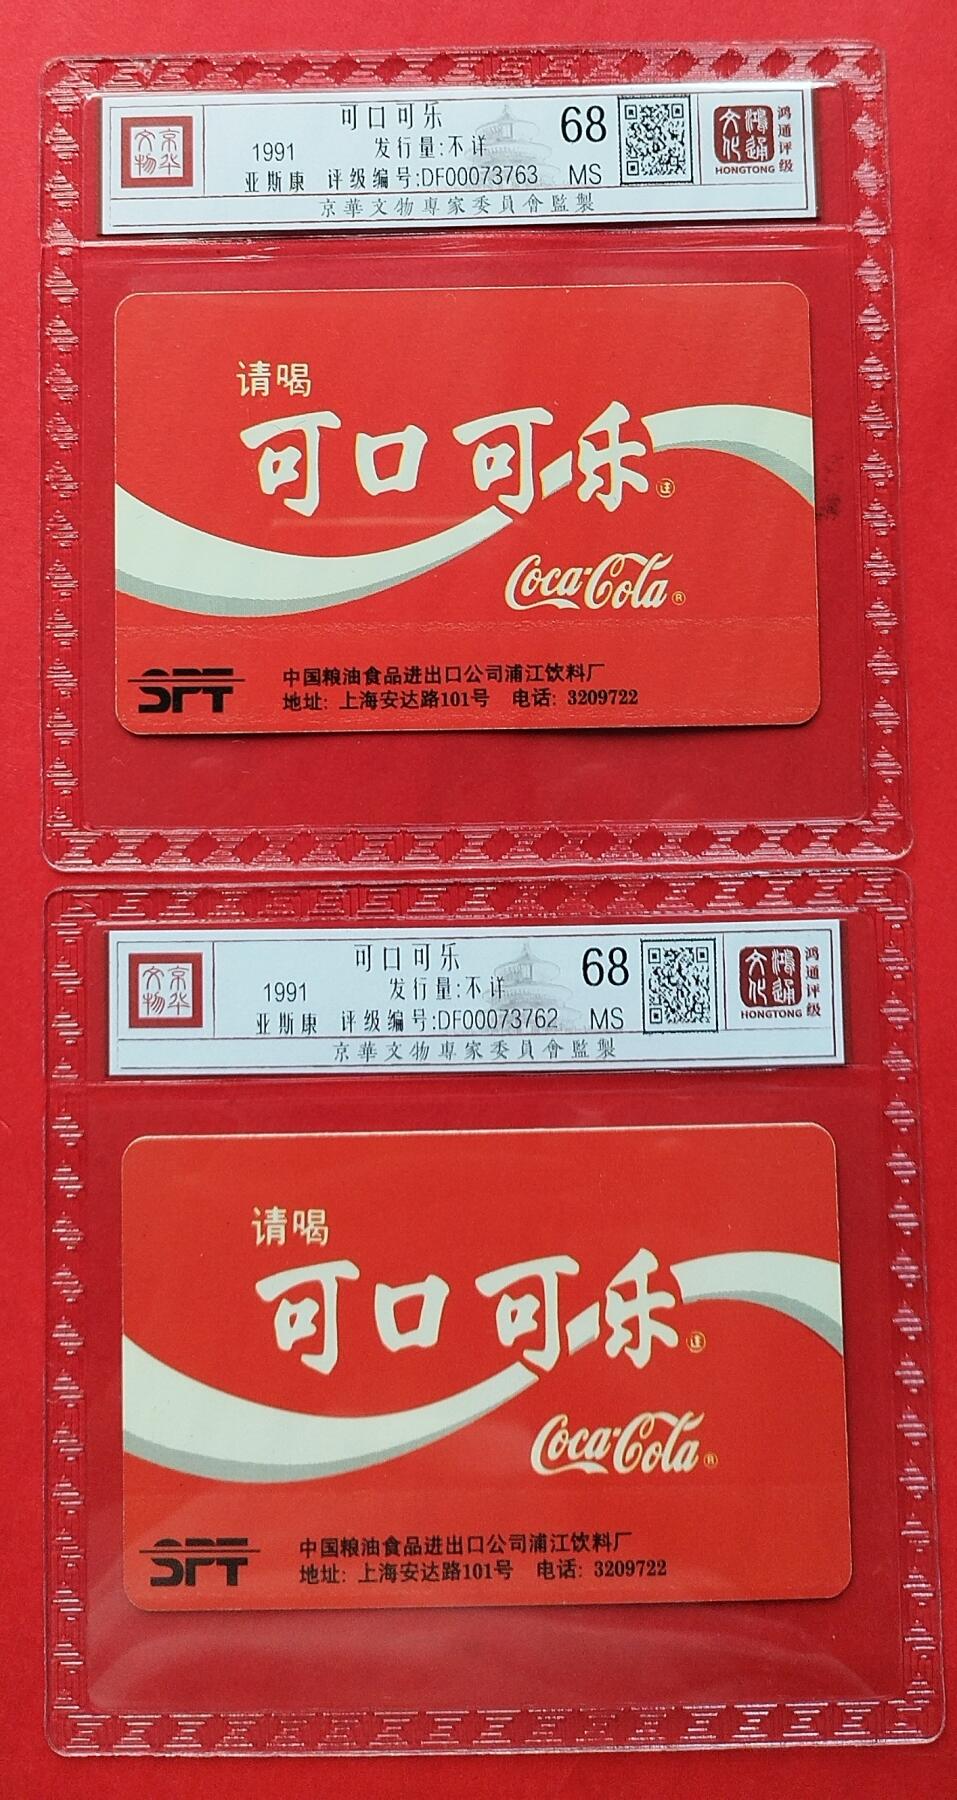 京华文物
可口可乐
1991 发行量:不详
亚斯康 评级编号:DF00073763
68
MS
京華文物專家委員會監製
鸿通文化
HONGTONG
鸿通评级
请喝
可口可乐
Coca-Cola ®
SPT
中国粮油食品进出口公司浦江饮料厂
地址: 上海安达路101号 电话: 3209722
京华文物
可口可乐
1991 发行量:不详
亚斯康 评级编号:DF00073762
68
MS
京華文物專家委員會監製
鸿通文化
HONGTONG
鸿通评级
请喝
可口可乐
Coca-Cola ®
SPT
中国粮油食品进出口公司浦江饮料厂
地址: 上海安达路101号 电话: 3209722